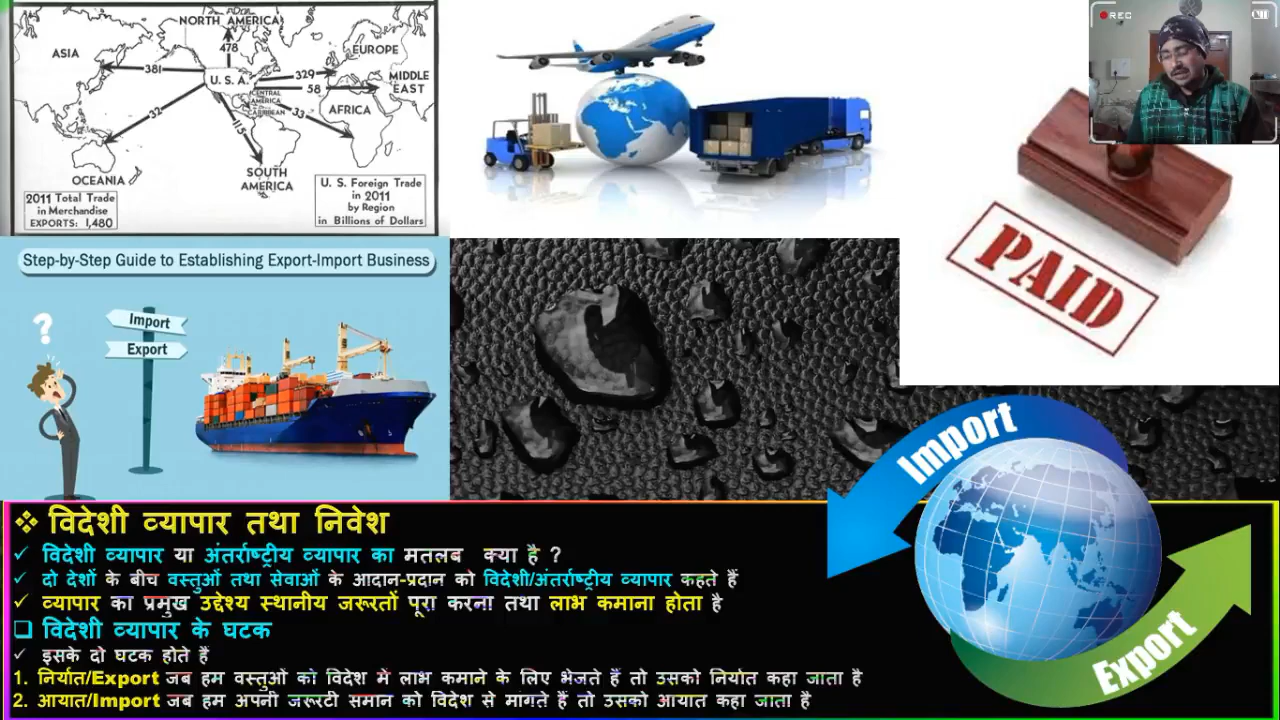 NORTH AMERICA
ASIA
478
EUROPE
381
U. S. A.
329
MIDDLE EAST
58
CENTRAL AMERICA
CARIBBEAN
AFRICA
32
33
115
OCEANIA
SOUTH AMERICA
2011 Total Trade
in Merchandise
EXPORTS: 1,480
U. S. Foreign Trade
in 2011
by Region
in Billions of Dollars
REC
PAID
Step-by-Step Guide to Establishing Export-Import Business
?
Import
Export
Import
Export
❖ विदेशी व्यापार तथा निवेश
✓ विदेशी व्यापार या अंतर्राष्ट्रीय व्यापार का मतलब क्या है ?
✓ दो देशों के बीच वस्तुओं तथा सेवाओं के आदान-प्रदान को विदेशी/अंतर्राष्ट्रीय व्यापार कहते हैं
✓ व्यापार का प्रमुख उद्देश्य स्थानीय जरूरतों पूरा करना तथा लाभ कमाना होता है
❑ विदेशी व्यापार के घटक
✓ इसके दो घटक होते हैं
1. निर्यात/Export जब हम वस्तुओं को विदेश में लाभ कमाने के लिए भेजते हैं तो उसको निर्यात कहा जाता है
2. आयात/Import जब हम अपनी जरूरटी समान को विदेश से मांगते हैं तो उसको आयात कहा जाता है